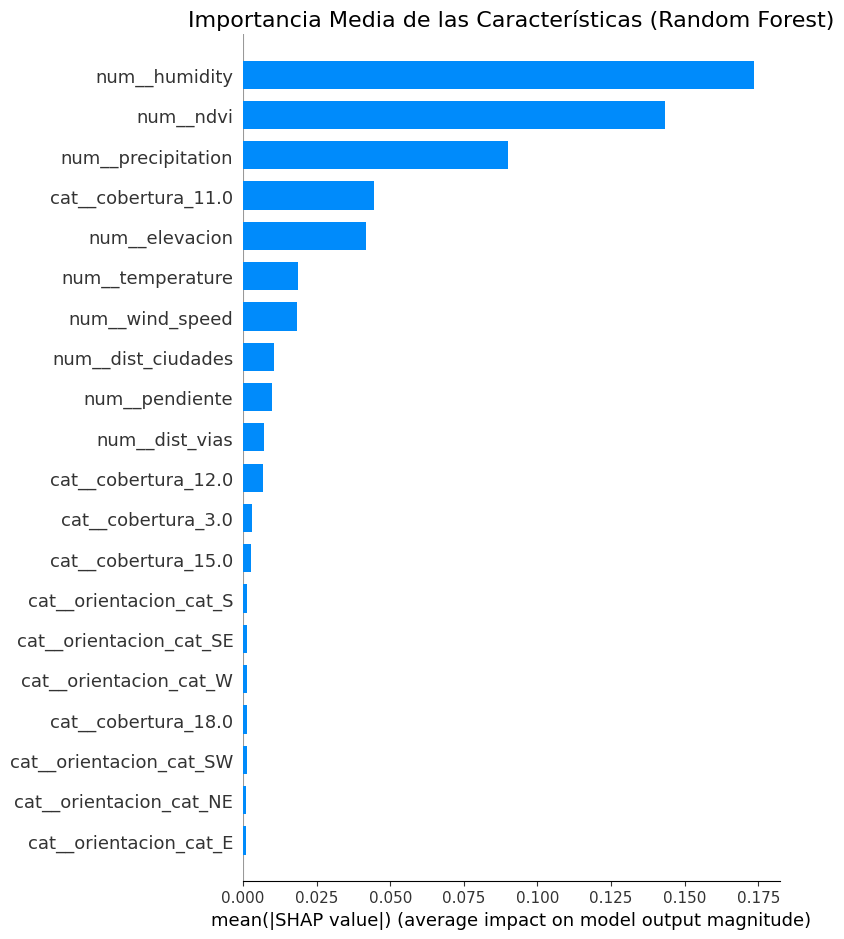 Importancia Media de las Características (Random Forest)
num__humidity
num__ndvi
num__precipitation
cat__cobertura_11.0
num__elevacion
num__temperature
num__wind_speed
num__dist_ciudades
num__pendiente
num__dist_vias
cat__cobertura_12.0
cat__cobertura_3.0
cat__cobertura_15.0
cat__orientacion_cat_S
cat__orientacion_cat_SE
cat__orientacion_cat_W
cat__cobertura_18.0
cat__orientacion_cat_SW
cat__orientacion_cat_NE
cat__orientacion_cat_E
0.000 0.025 0.050 0.075 0.100 0.125 0.150 0.175
mean(|SHAP value|) (average impact on model output magnitude)